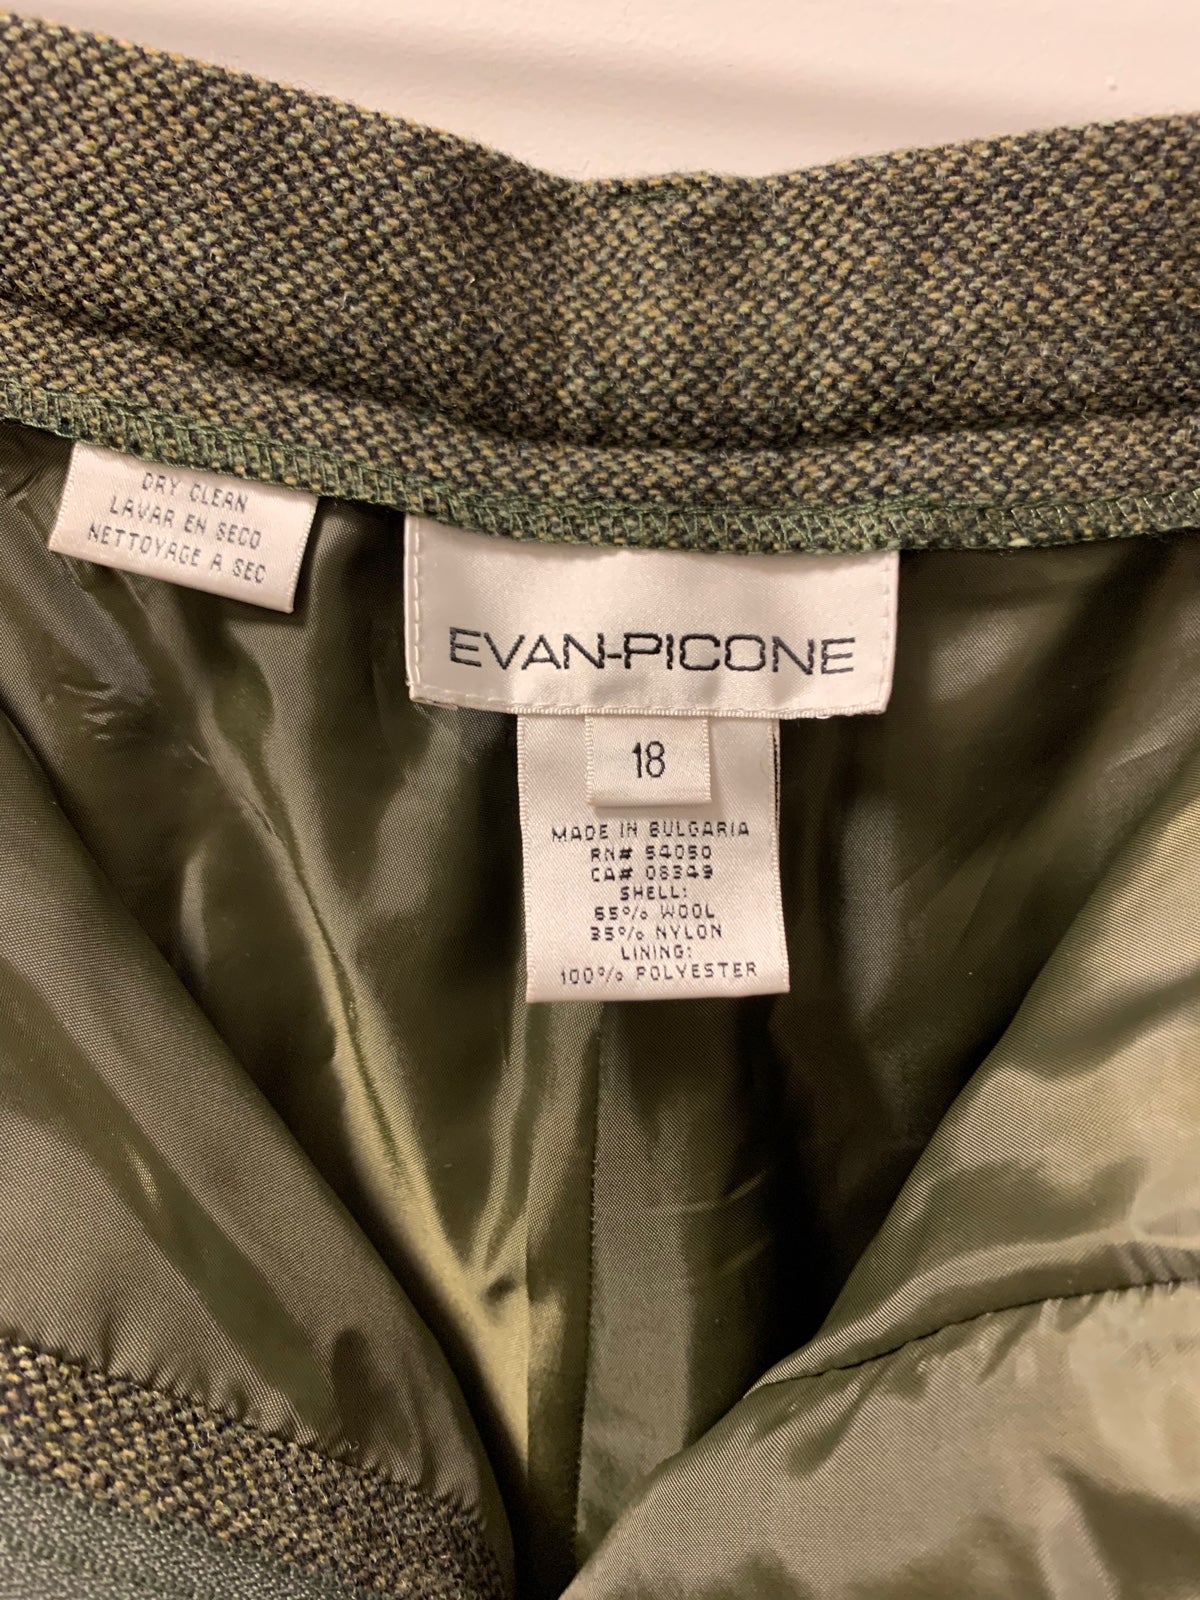 DRY CLEAN
LAVAR EN SECO
NETTOYAGE A SEC
EVAN-PICONE
18
MADE IN BULGARIA
RN# 54050
CA# 08349
SHELL:
65% WOOL
35% NYLON
LINING:
100% POLYESTER